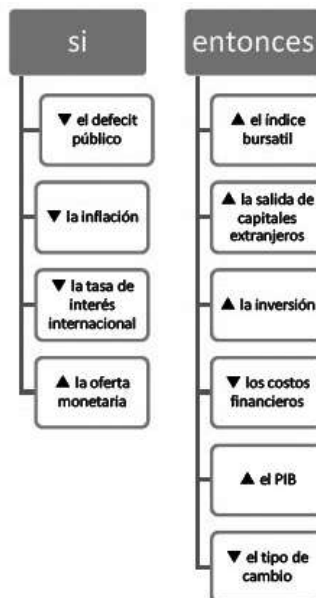 si
▼ el defecit
público
▼ la inflación
▼ la tasa de
interés
internacional
▲ la oferta
monetaria
entonces
▲ el índice
bursatil
▲ la salida de
capitales
extranjeros
▲ la inversión
▼ los costos
financieros
▲ el PIB
▼ el tipo de
cambio